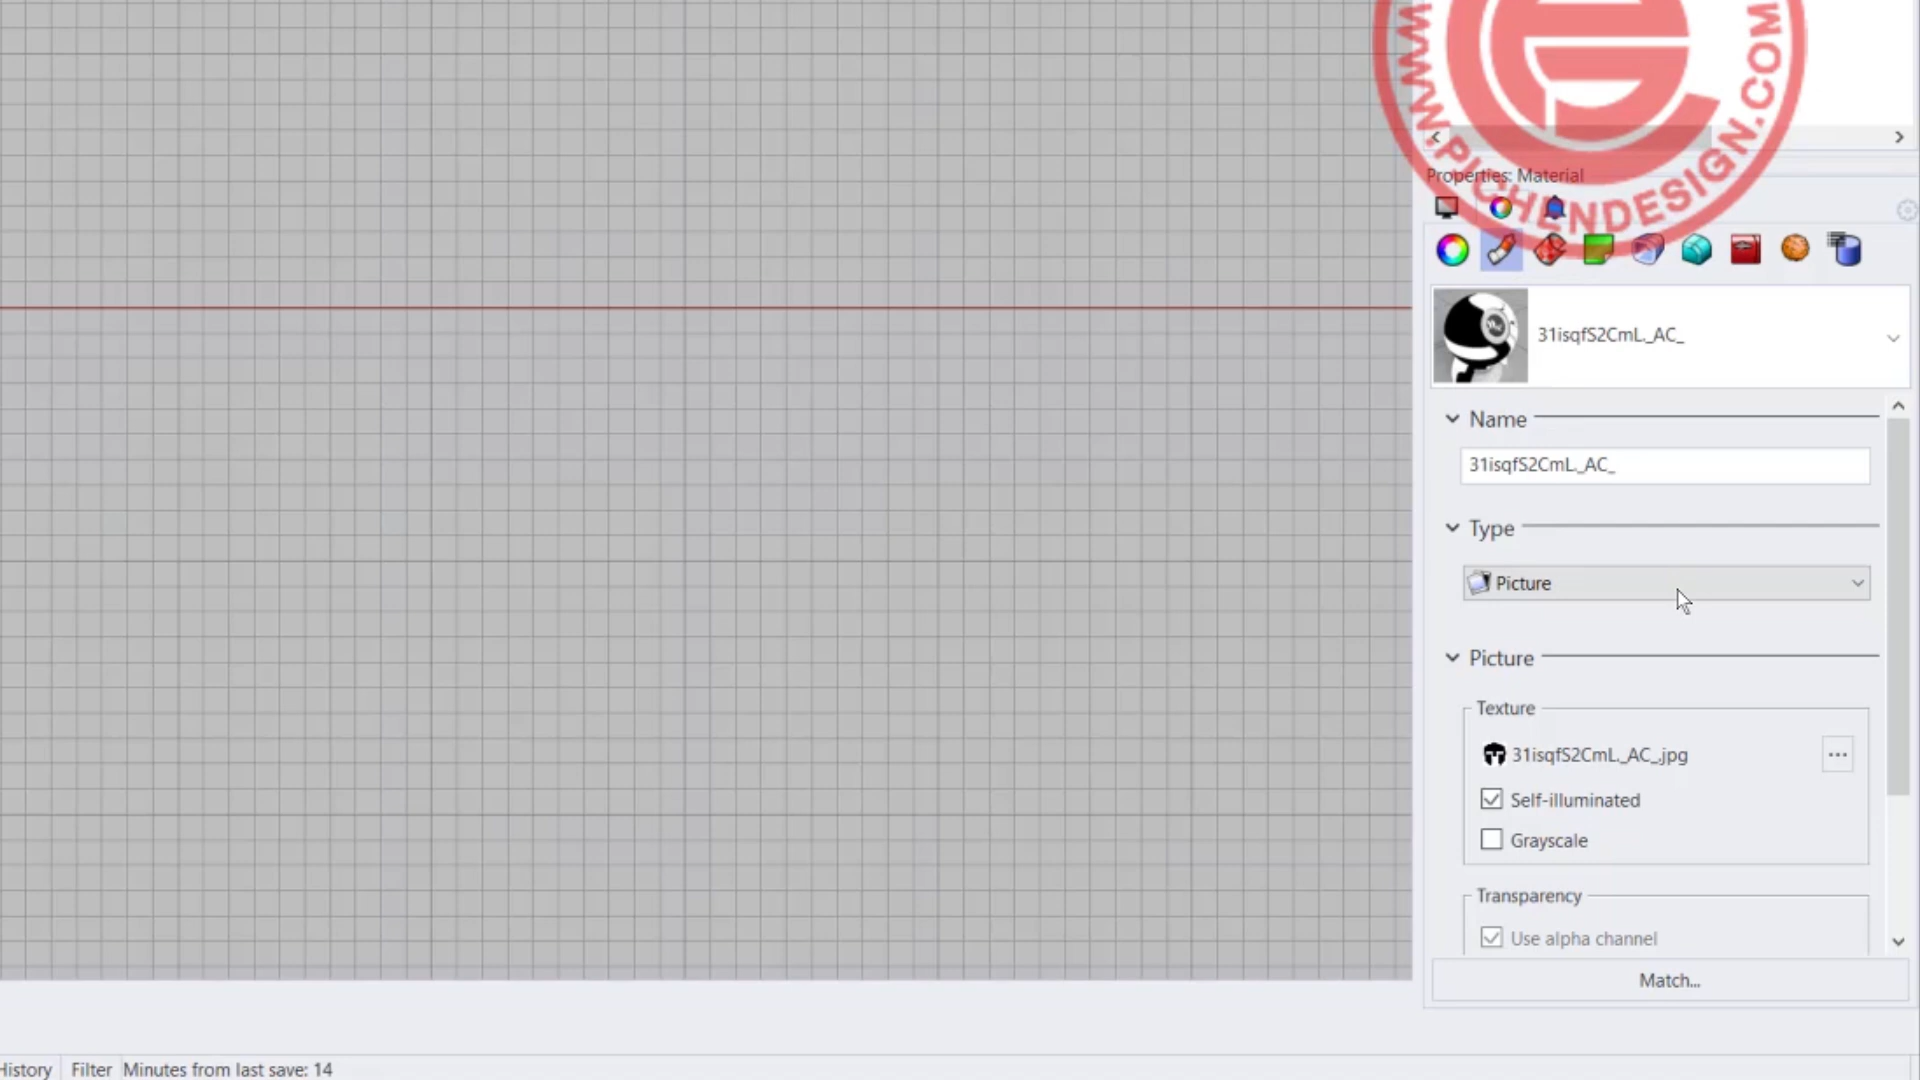 WWW.PICHENDESIGN.COM
Properties: Material
31isqfS2CmL._AC_
Name
31isqfS2CmL._AC_
Type
Picture
Picture
Texture
31isqfS2CmL._AC_.jpg
Self-illuminated
Grayscale
Transparency
Use alpha channel
Match...
History Filter Minutes from last save: 14